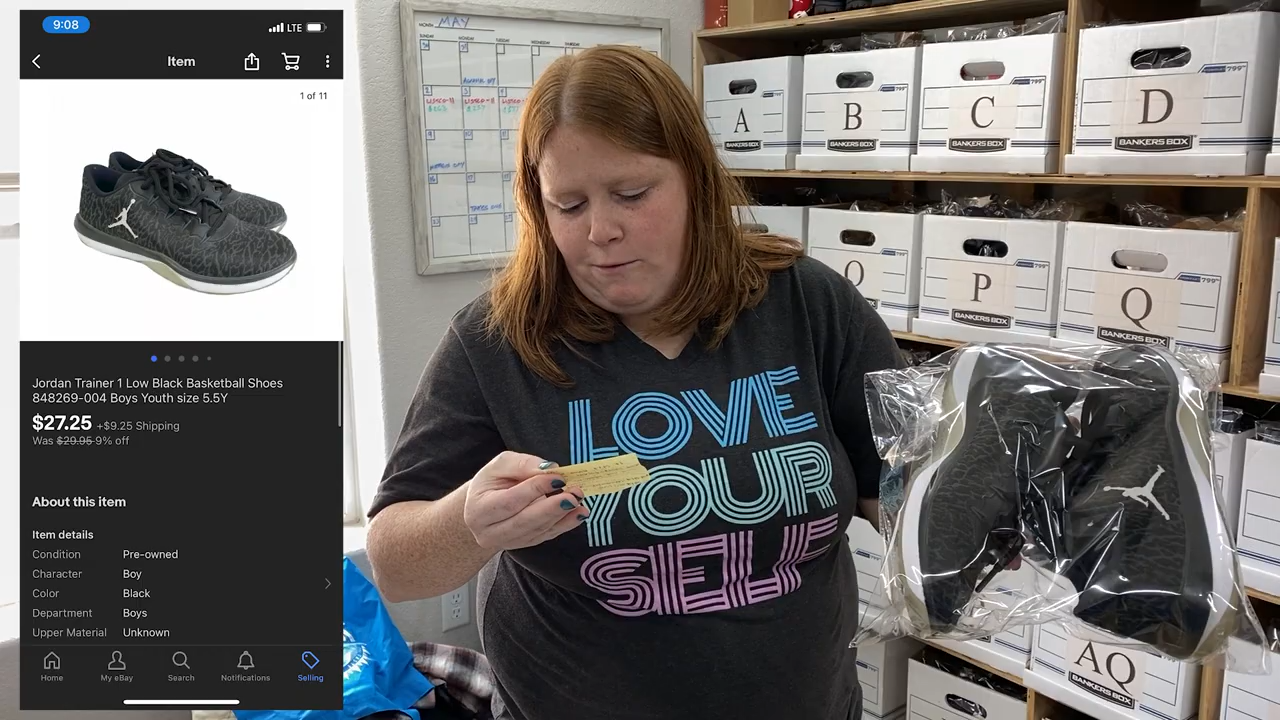 9:08
LTE
Item
1 of 11
Jordan Trainer 1 Low Black Basketball Shoes
848269-004 Boys Youth size 5.5Y
$27.25 +$9.25 Shipping
Was $29.95 9% off
About this item
Item details
Condition Pre-owned
Character Boy
Color Black
Department Boys
Upper Material Unknown
Home My eBay Search Notifications Selling
MONTH MAY
LOVE
YOUR
SELF
A
BANKERS BOX
B
BANKERS BOX
C
BANKERS BOX
D
BANKERS BOX
P
BANKERS BOX
Q
BANKERS BOX
AQ
BANKERS BOX